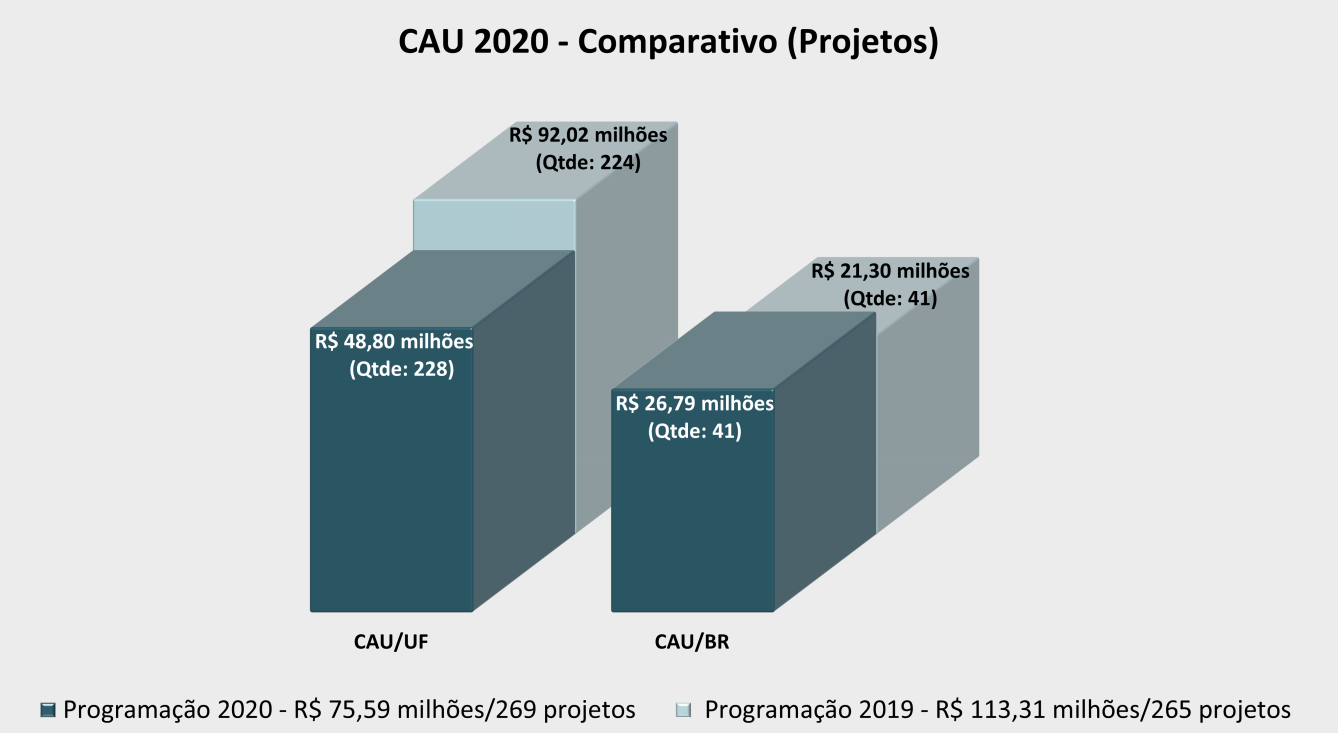 CAU 2020 - Comparativo (Projetos)
R$ 92,02 milhões
(Qtde: 224)
R$ 21,30 milhões
(Qtde: 41)
R$ 48,80 milhões
(Qtde: 228)
R$ 26,79 milhões
(Qtde: 41)
CAU/UF
CAU/BR
Programação 2020 - R$ 75,59 milhões/269 projetos
Programação 2019 - R$ 113,31 milhões/265 projetos